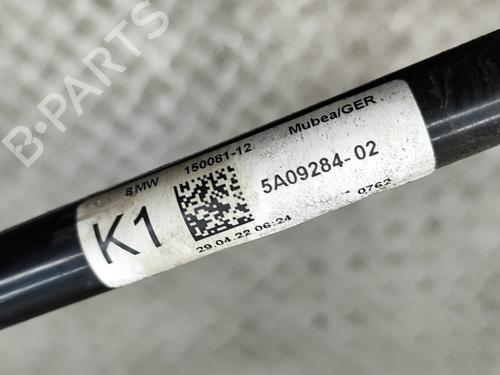 B-PARTS
BMW 150081-12 Mubea/GER
K1
5A09284-02
29.04.22 06:24 0762